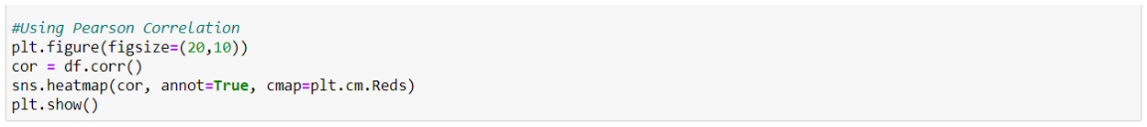 #Using Pearson Correlation
plt.figure(figsize=(20,10))
cor = df.corr()
sns.heatmap(cor, annot=True, cmap=plt.cm.Reds)
plt.show()